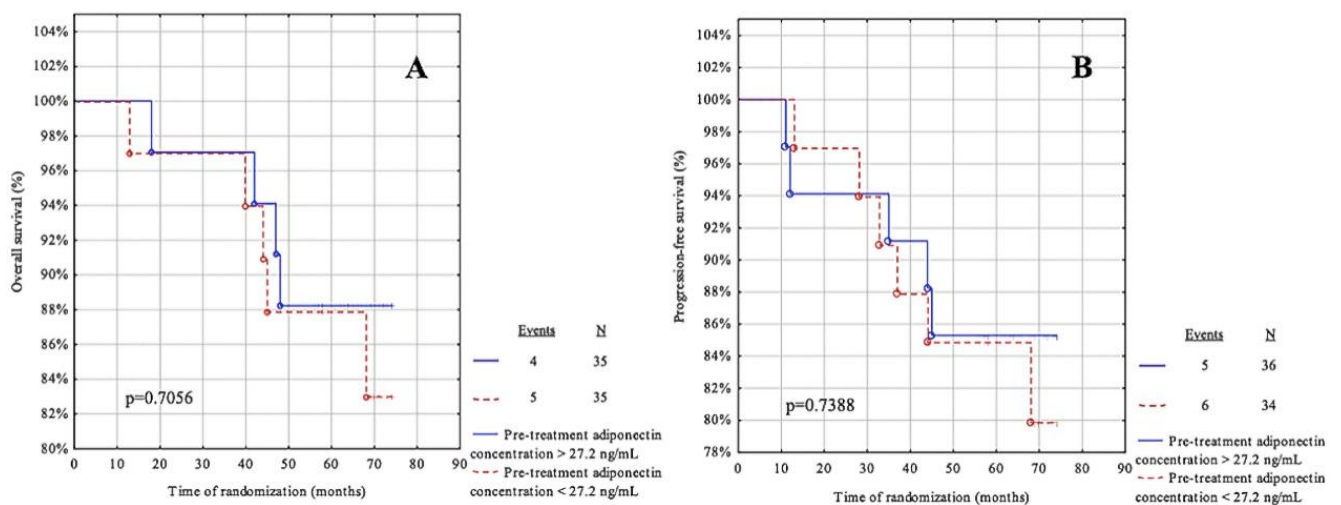 A
104%
102%
100%
98%
96%
94%
92%
90%
88%
86%
84%
82%
80%
Overall survival (%)
p=0.7056
0 10 20 30 40 50 60 70 80 90
Time of randomization (months)
Events N
4 35
5 35
Pre-treatment adiponectin
concentration > 27.2 ng/mL
Pre-treatment adiponectin
concentration < 27.2 ng/mL
B
104%
102%
100%
98%
96%
94%
92%
90%
88%
86%
84%
82%
80%
78%
Progression-free survival (%)
p=0.7388
0 10 20 30 40 50 60 70 80 90
Time of randomization (months)
Events N
5 36
6 34
Pre-treatment adiponectin
concentration > 27.2 ng/mL
Pre-treatment adiponectin
concentration < 27.2 ng/mL